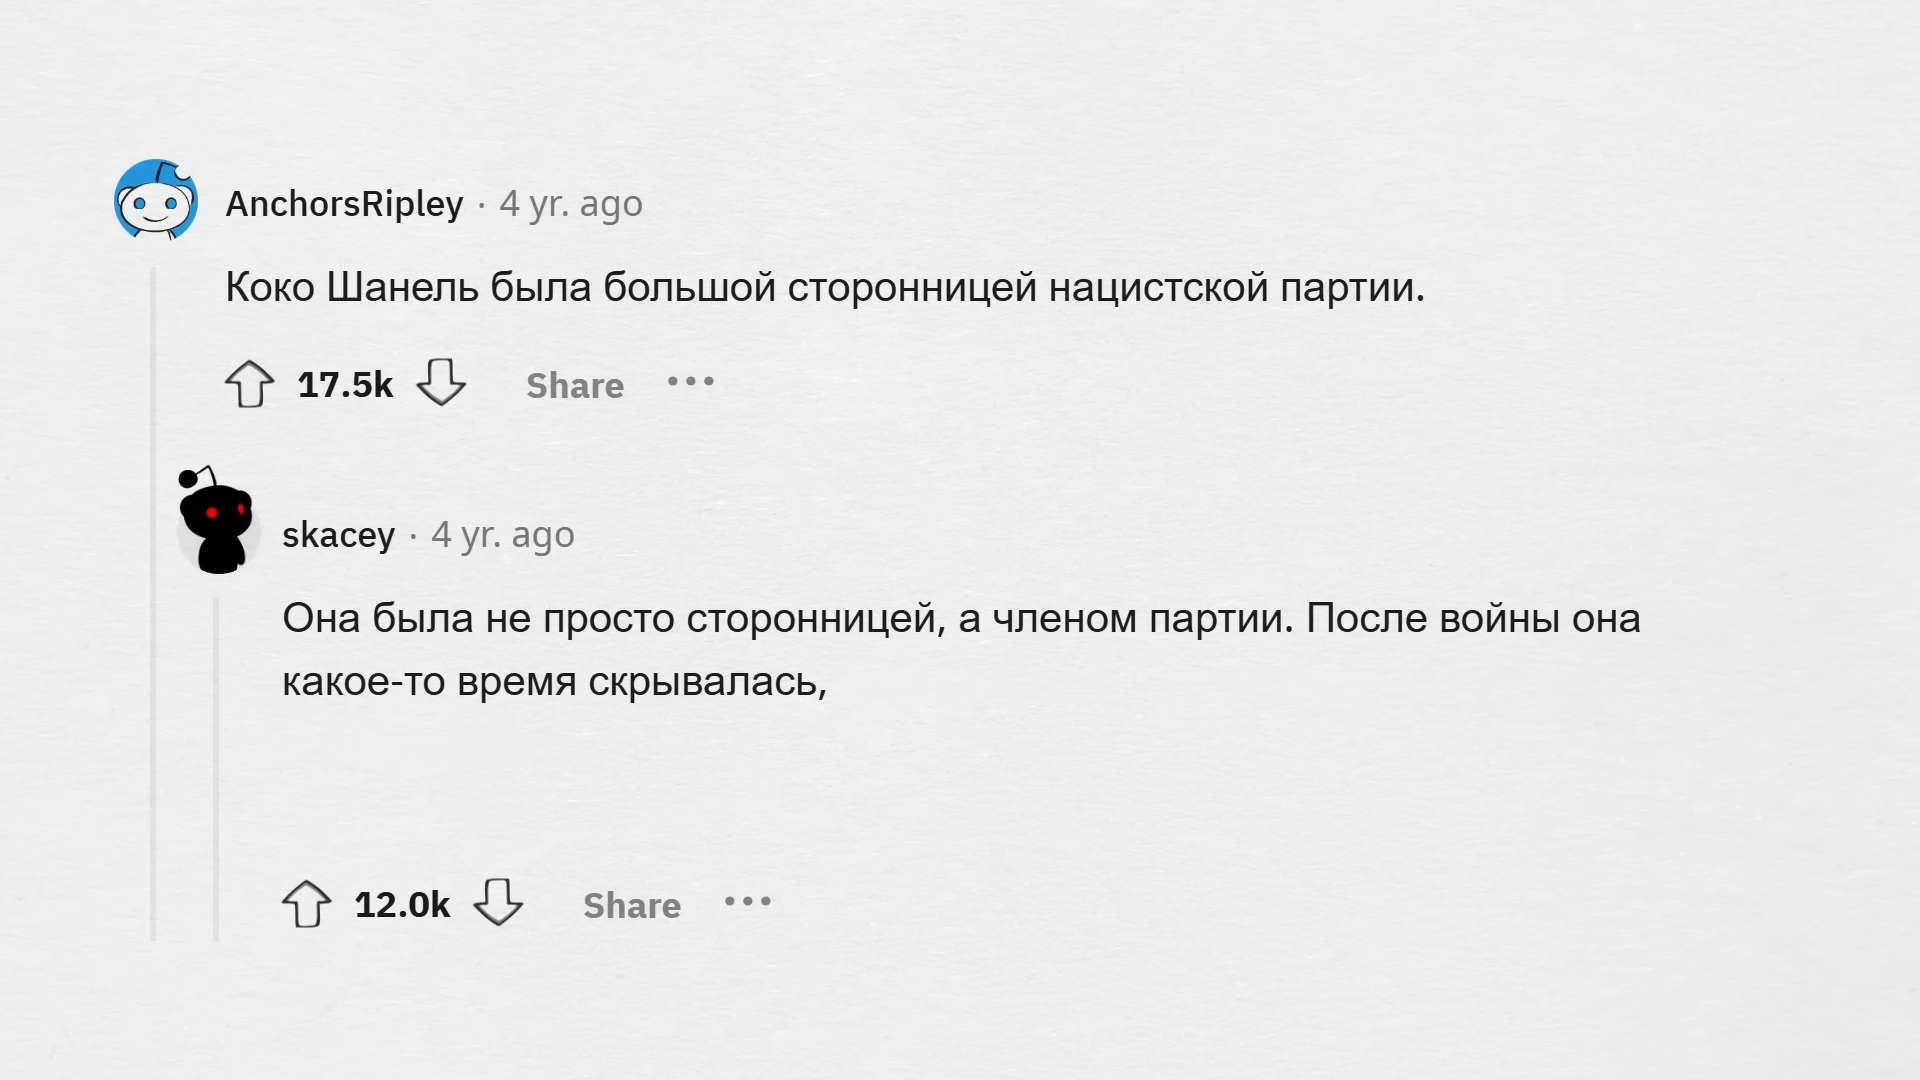 AnchorsRipley · 4 yr. ago
Коко Шанель была большой сторонницей нацистской партии.
17.5k Share •••
skacey · 4 yr. ago
Она была не просто сторонницей, а членом партии. После войны она
какое-то время скрывалась,
12.0k Share •••